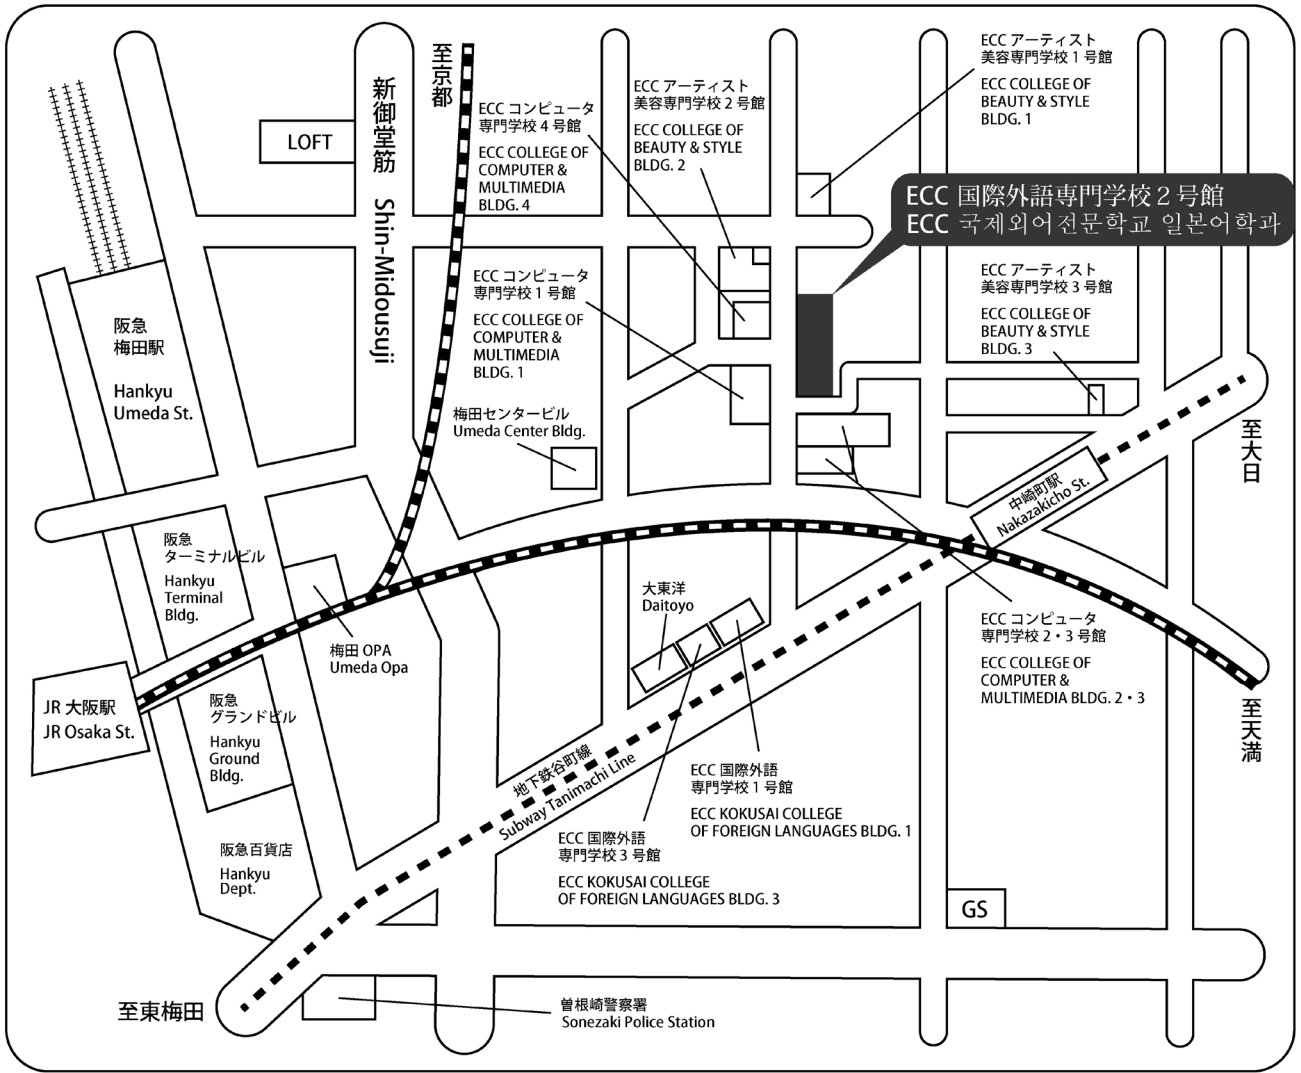 至京都
新御堂筋 Shin-Midousuji
LOFT
ECC コンピュータ
専門学校4号館
ECC COLLEGE OF
COMPUTER &
MULTIMEDIA
BLDG. 4
ECC アーティスト
美容専門学校2号館
ECC COLLEGE OF
BEAUTY & STYLE
BLDG. 2
ECC アーティスト
美容専門学校1号館
ECC COLLEGE OF
BEAUTY & STYLE
BLDG. 1
ECC 国際外語専門学校2号館
ECC 국제외어전문학교 일본어학과
ECC コンピュータ
専門学校1号館
ECC COLLEGE OF
COMPUTER &
MULTIMEDIA
BLDG. 1
ECC アーティスト
美容専門学校3号館
ECC COLLEGE OF
BEAUTY & STYLE
BLDG. 3
阪急
梅田駅
Hankyu
Umeda St.
梅田センタービル
Umeda Center Bldg.
至大日
中崎町駅
Nakazakicho St.
阪急
ターミナルビル
Hankyu
Terminal
Bldg.
梅田 OPA
Umeda Opa
大東洋
Daitoyo
ECC コンピュータ
専門学校2・3号館
ECC COLLEGE OF
COMPUTER &
MULTIMEDIA BLDG. 2・3
JR 大阪駅
JR Osaka St.
阪急
グランドビル
Hankyu
Ground
Bldg.
至天満
地下鉄谷町線
Subway Tanimachi Line
ECC 国際外語
専門学校1号館
ECC KOKUSAI COLLEGE
OF FOREIGN LANGUAGES BLDG. 1
ECC 国際外語
専門学校3号館
ECC KOKUSAI COLLEGE
OF FOREIGN LANGUAGES BLDG. 3
阪急百貨店
Hankyu
Dept.
GS
至東梅田
曽根崎警察署
Sonezaki Police Station